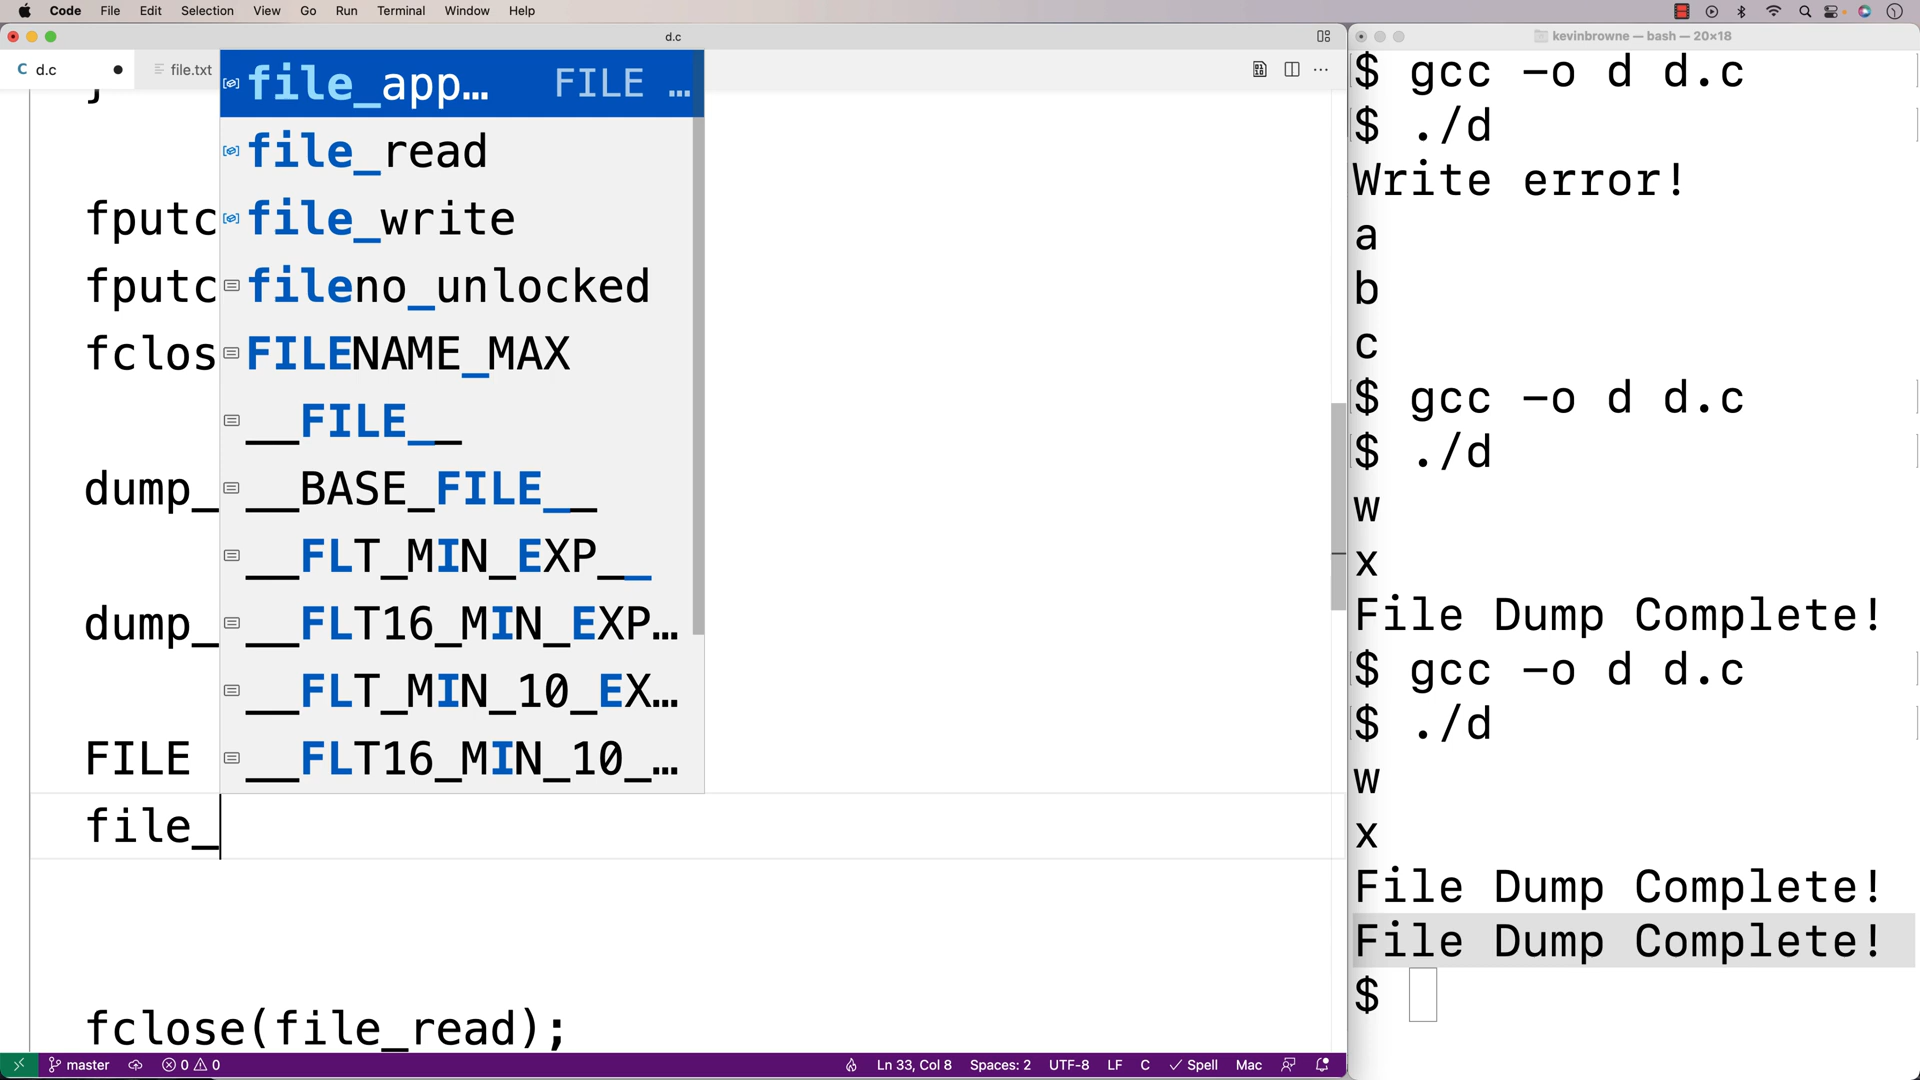 Code File Edit Selection View Go Run Terminal Window Help
d.c
C d.c ● file.txt
}
fputc
fputc
fclos
dump_
dump_
FILE
file_
file_app… FILE …
file_read
file_write
fileno_unlocked
FILENAME_MAX
__FILE__
__BASE_FILE__
__FLT_MIN_EXP__
__FLT16_MIN_EXP…
__FLT_MIN_10_EX…
__FLT16_MIN_10_…
fclose(file_read);
master 0 0 Ln 33, Col 8 Spaces: 2 UTF-8 LF C Spell Mac
kevinbrowne — bash — 20×18
$ gcc -o d d.c
$ ./d
Write error!
a
b
c
$ gcc -o d d.c
$ ./d
w
x
File Dump Complete!
$ gcc -o d d.c
$ ./d
w
x
File Dump Complete!
File Dump Complete!
$